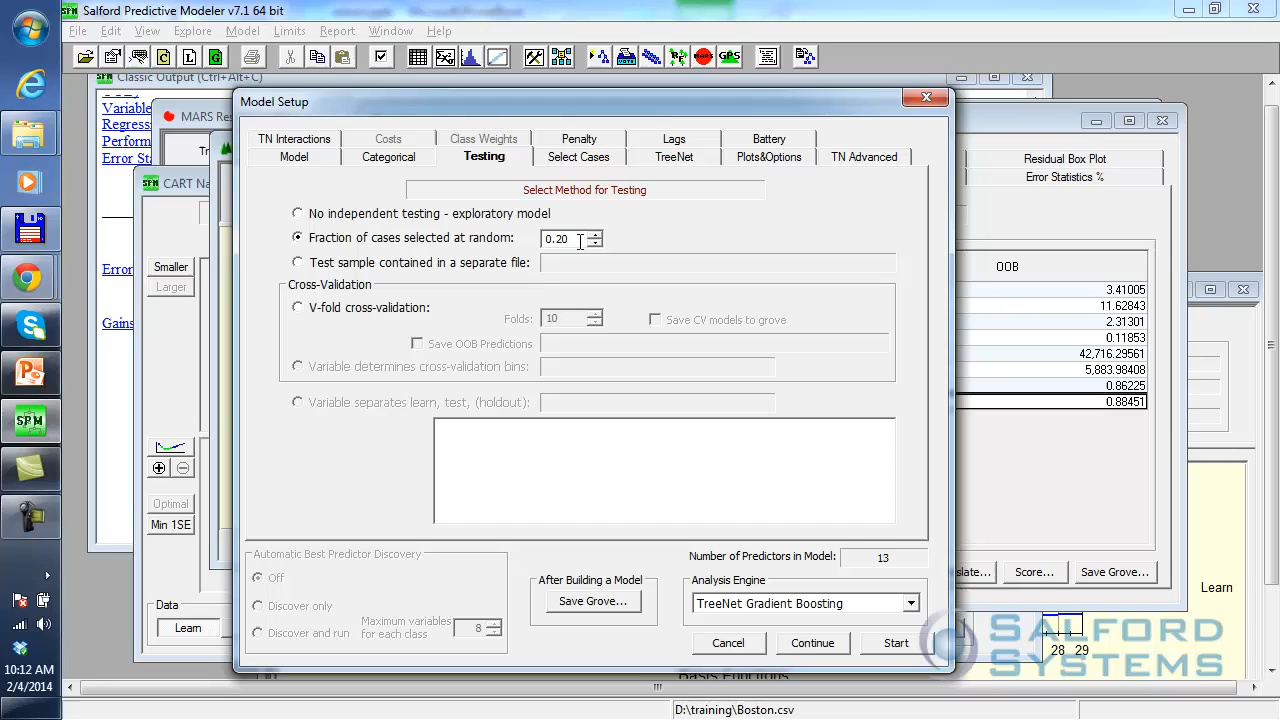 Salford Predictive Modeler v7.1 64 bit
File Edit View Explore Model Limits Report Window Help
Classic Output (Ctrl+Alt+C)
Variable
Regress
Perform
Error Sta
Error
Gains
MARS Res
CART Na
Smaller
Larger
Optimal
Min 1SE
Data
Learn
Model Setup
TN Interactions Costs Class Weights Penalty Lags Battery
Model Categorical Testing Select Cases TreeNet Plots&Options TN Advanced
Select Method for Testing
No independent testing - exploratory model
Fraction of cases selected at random: 0.20
Test sample contained in a separate file:
Cross-Validation
V-fold cross-validation:
Folds: 10 Save CV models to grove
Save OOB Predictions
Variable determines cross-validation bins:
Variable separates learn, test, (holdout):
Automatic Best Predictor Discovery
Off
Discover only
Discover and run
Maximum variables
for each class 8
Number of Predictors in Model: 13
After Building a Model
Save Grove...
Analysis Engine
TreeNet Gradient Boosting
Cancel Continue Start
Residual Box Plot
Error Statistics %
OOB
3.41005
11.62843
2.31301
0.11853
42,716.29561
5,883.98408
0.86225
0.88451
late... Score... Save Grove...
Learn
28 29
SALFORD
SYSTEMS
Basis Functions
D:\training\Boston.csv
SPM
10:12 AM
2/4/2014